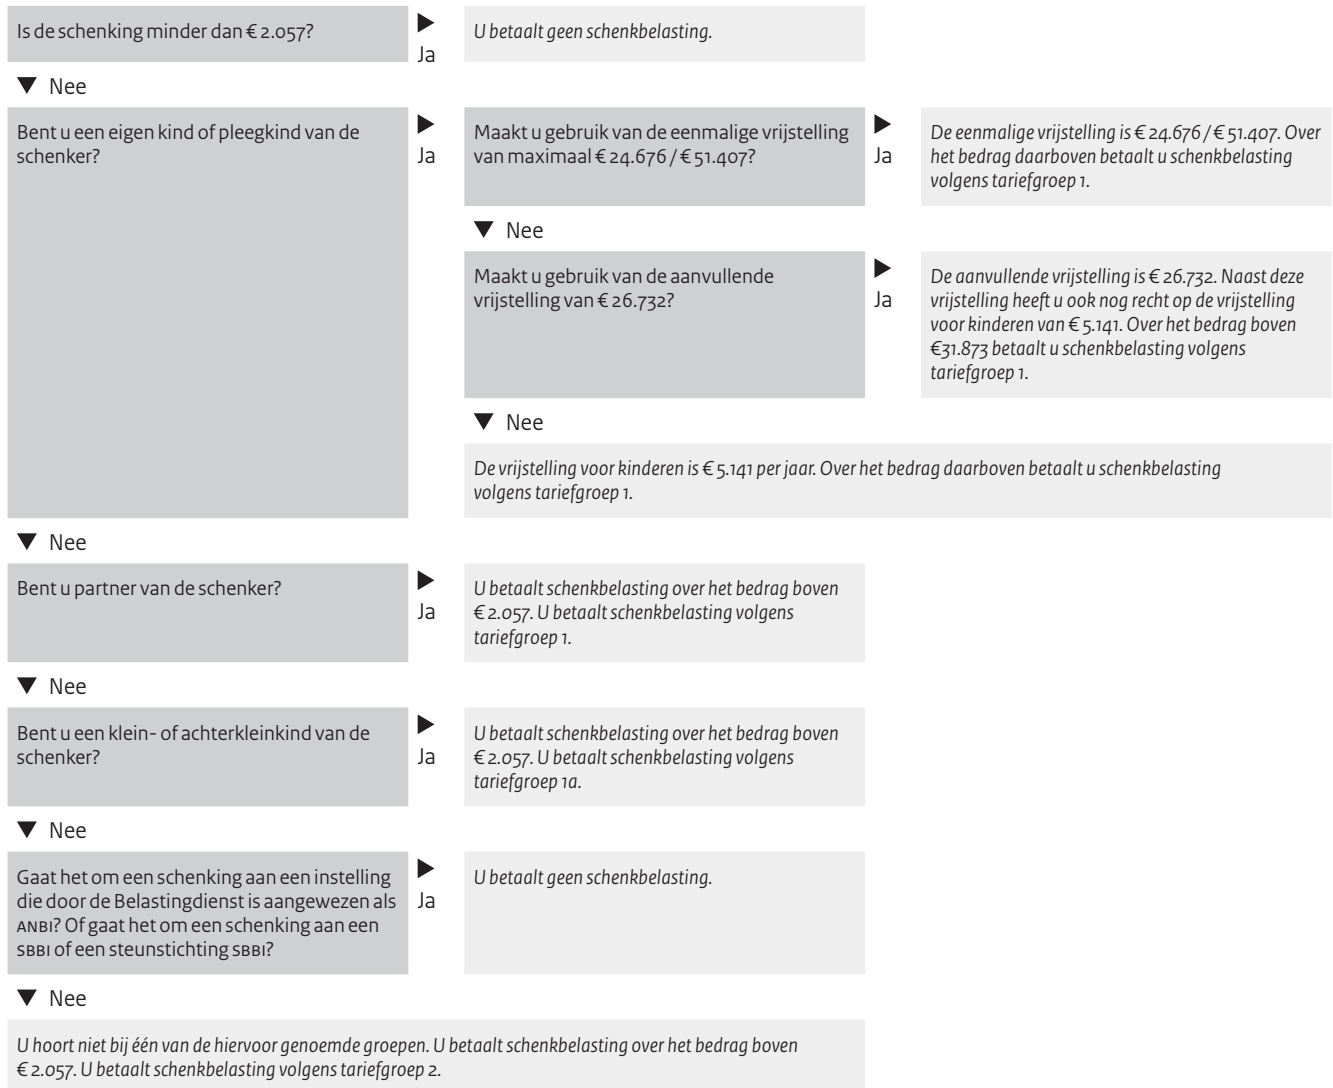 Is de schenking minder dan € 2.057?
▶
Ja
U betaalt geen schenkbelasting.
▼ Nee
Bent u een eigen kind of pleegkind van de
schenker?
▶
Ja
Maakt u gebruik van de eenmalige vrijstelling
van maximaal € 24.676 / € 51.407?
▶
Ja
De eenmalige vrijstelling is € 24.676 / € 51.407. Over
het bedrag daarboven betaalt u schenkbelasting
volgens tariefgroep 1.
▼ Nee
Maakt u gebruik van de aanvullende
vrijstelling van € 26.732?
▶
Ja
De aanvullende vrijstelling is € 26.732. Naast deze
vrijstelling heeft u ook nog recht op de vrijstelling
voor kinderen van € 5.141. Over het bedrag boven
€31.873 betaalt u schenkbelasting volgens
tariefgroep 1.
▼ Nee
De vrijstelling voor kinderen is € 5.141 per jaar. Over het bedrag daarboven betaalt u schenkbelasting
volgens tariefgroep 1.
▼ Nee
Bent u partner van de schenker?
▶
Ja
U betaalt schenkbelasting over het bedrag boven
€ 2.057. U betaalt schenkbelasting volgens
tariefgroep 1.
▼ Nee
Bent u een klein- of achterkleinkind van de
schenker?
▶
Ja
U betaalt schenkbelasting over het bedrag boven
€ 2.057. U betaalt schenkbelasting volgens
tariefgroep 1a.
▼ Nee
Gaat het om een schenking aan een instelling
die door de Belastingdienst is aangewezen als
ANBI? Of gaat het om een schenking aan een
SBBI of een steunstichting SBBI?
▶
Ja
U betaalt geen schenkbelasting.
▼ Nee
U hoort niet bij één van de hiervoor genoemde groepen. U betaalt schenkbelasting over het bedrag boven
€ 2.057. U betaalt schenkbelasting volgens tariefgroep 2.